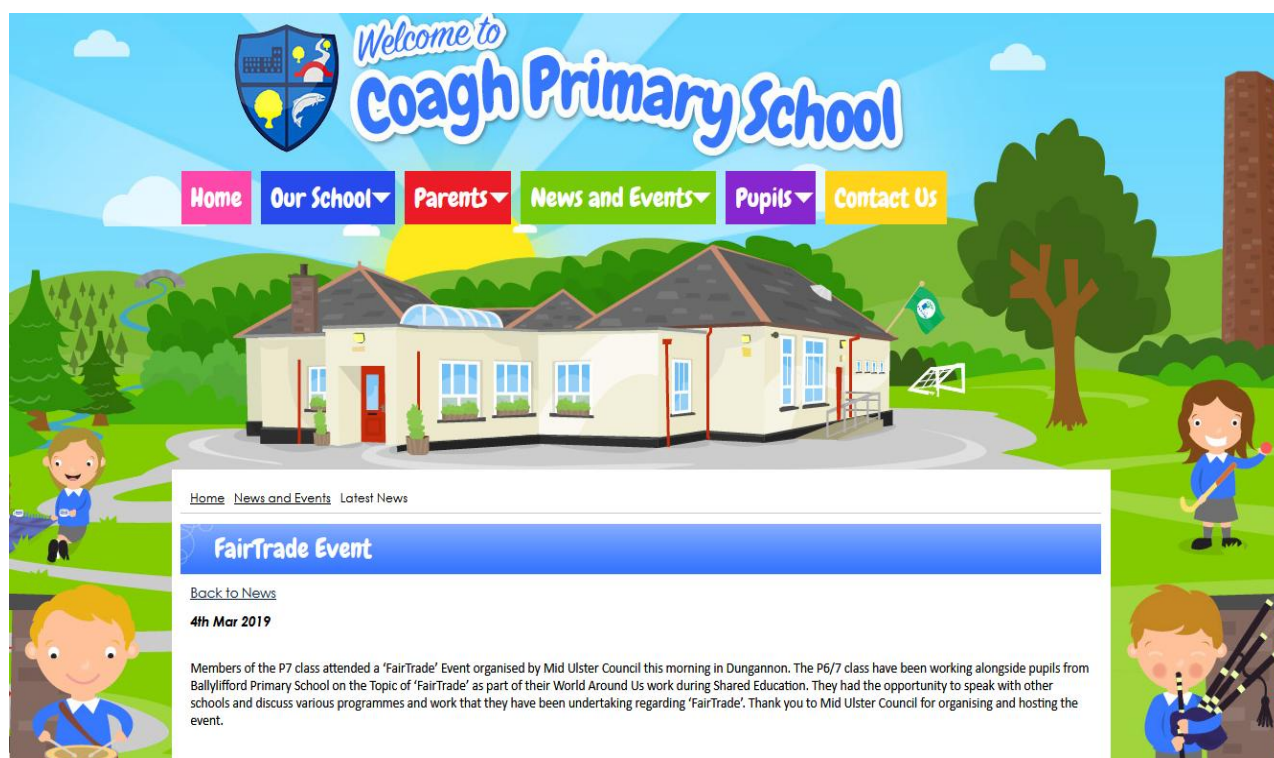 Welcome to
Coagh Primary School
Home Our School Parents News and Events Pupils Contact Us
Home News and Events Latest News
FairTrade Event
Back to News
4th Mar 2019
Members of the P7 class attended a ‘FairTrade’ Event organised by Mid Ulster Council this morning in Dungannon. The P6/7 class have been working alongside pupils from
Ballylifford Primary School on the Topic of ‘FairTrade’ as part of their World Around Us work during Shared Education. They had the opportunity to speak with other
schools and discuss various programmes and work that they have been undertaking regarding ‘FairTrade’. Thank you to Mid Ulster Council for organising and hosting the
event.